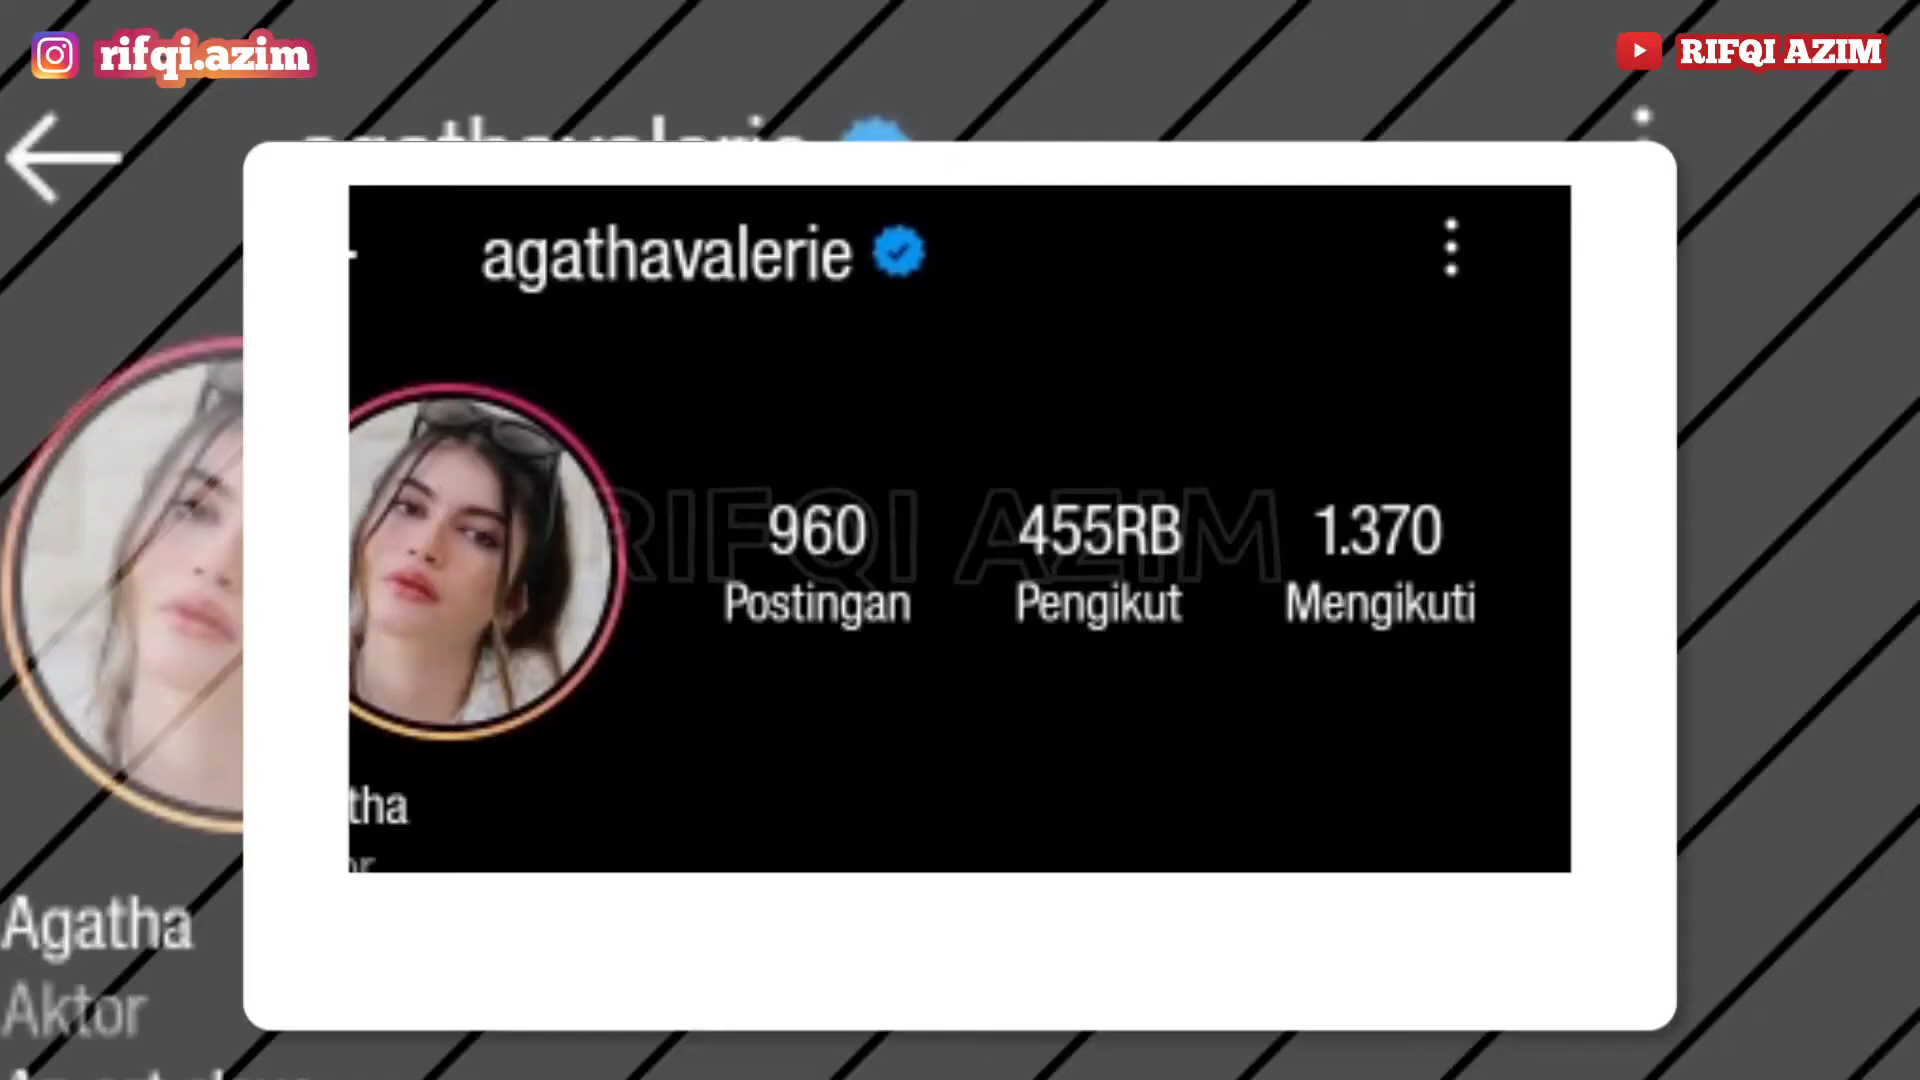 rifqi.azim
RIFQI AZIM
agathavalerie
RIFQI AZIM
960
455RB
1.370
Postingan
Pengikut
Mengikuti
tha
Agatha
Aktor